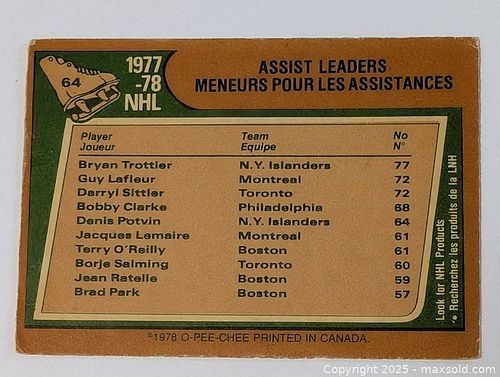 64
1977
-78
NHL
ASSIST LEADERS
MENEURS POUR LES ASSISTANCES
Player Team No
Joueur Equipe N°
Bryan Trottier N.Y. Islanders 77
Guy Lafleur Montreal 72
Darryl Sittler Toronto 72
Bobby Clarke Philadelphia 68
Denis Potvin N.Y. Islanders 64
Jacques Lemaire Montreal 61
Terry O'Reilly Boston 61
Borje Salming Toronto 60
Jean Ratelle Boston 59
Brad Park Boston 57
Look for NHL Products
• Recherchez les produits de la LNH
©1978 O-PEE-CHEE PRINTED IN CANADA.
Copyright © 2025 - maxsold.com